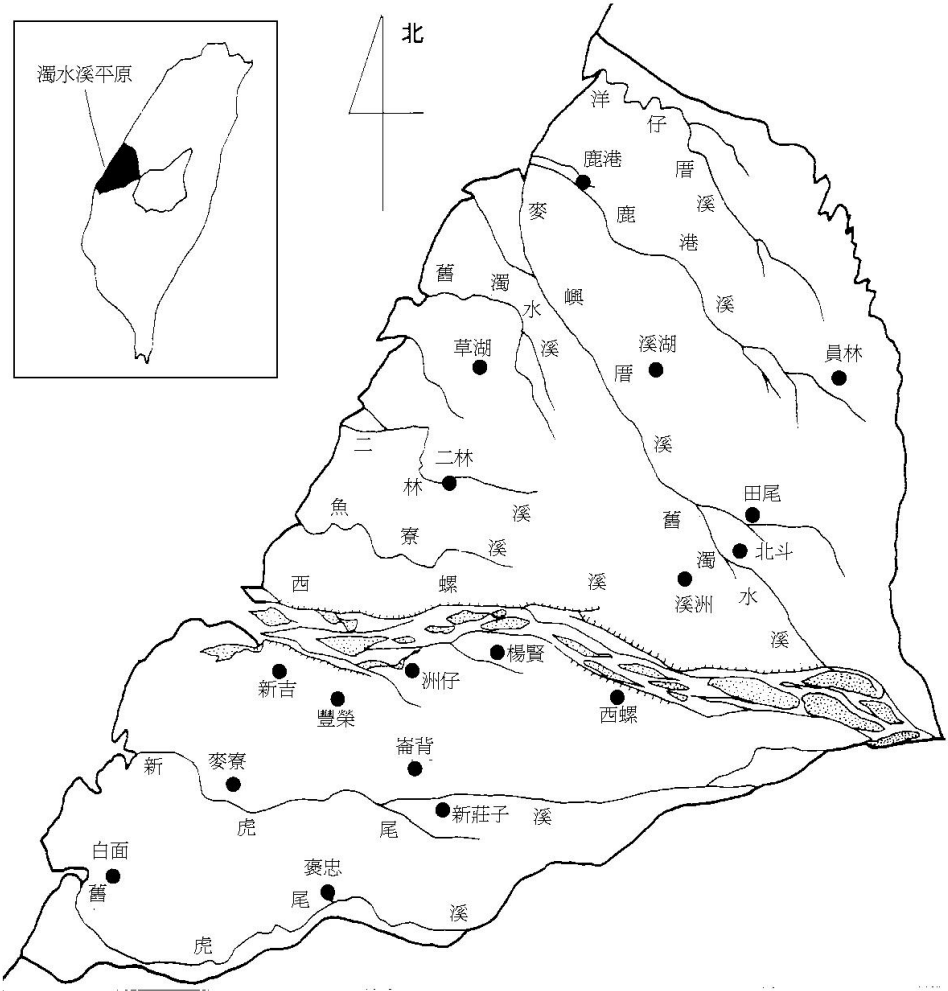 濁水溪平原
北
洋仔厝溪
鹿港
鹿港溪
麥嶼厝溪
舊濁水溪
草湖
溪湖
員林
二林溪
二林
魚寮溪
田尾
北斗
舊濁水溪
溪洲
西螺溪
楊賢
洲仔
新吉
豐榮
西螺
崙背
麥寮
新莊子
新虎尾溪
白面
褒忠
舊虎尾溪